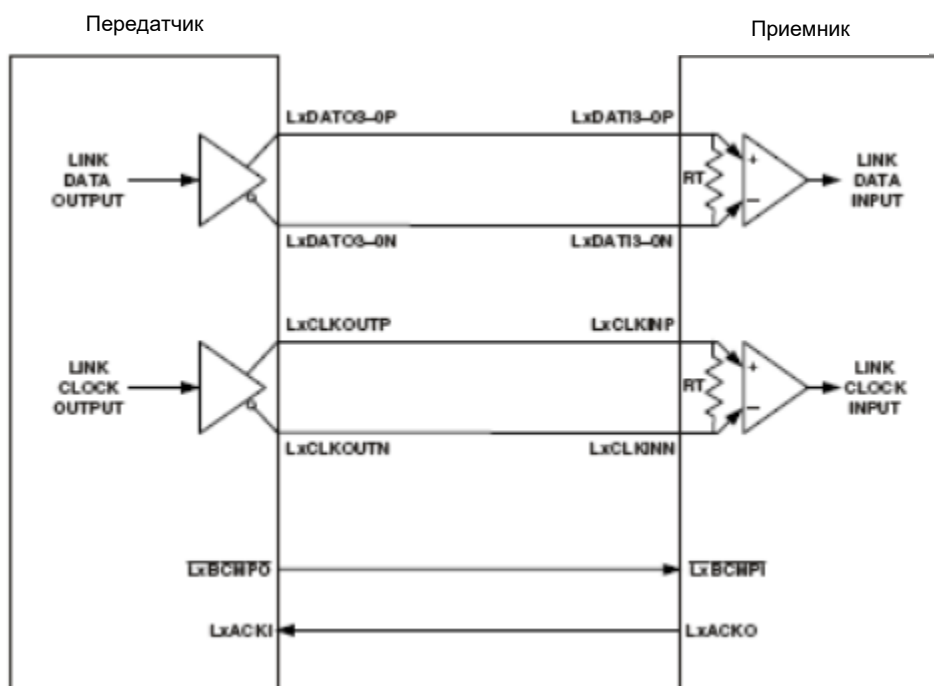 Передатчик
Приемник
LxDATO3–0P
LxDATI3–0P
LINK
DATA
OUTPUT
RT
+
–
LINK
DATA
INPUT
LxDATO3–0N
LxDATI3–0N
LxCLKOUTP
LxCLKINP
LINK
CLOCK
OUTPUT
RT
+
–
LINK
CLOCK
INPUT
LxCLKOUTN
LxCLKINN
LxBCMPO
LxBCMPI
LxACKI
LxACKO